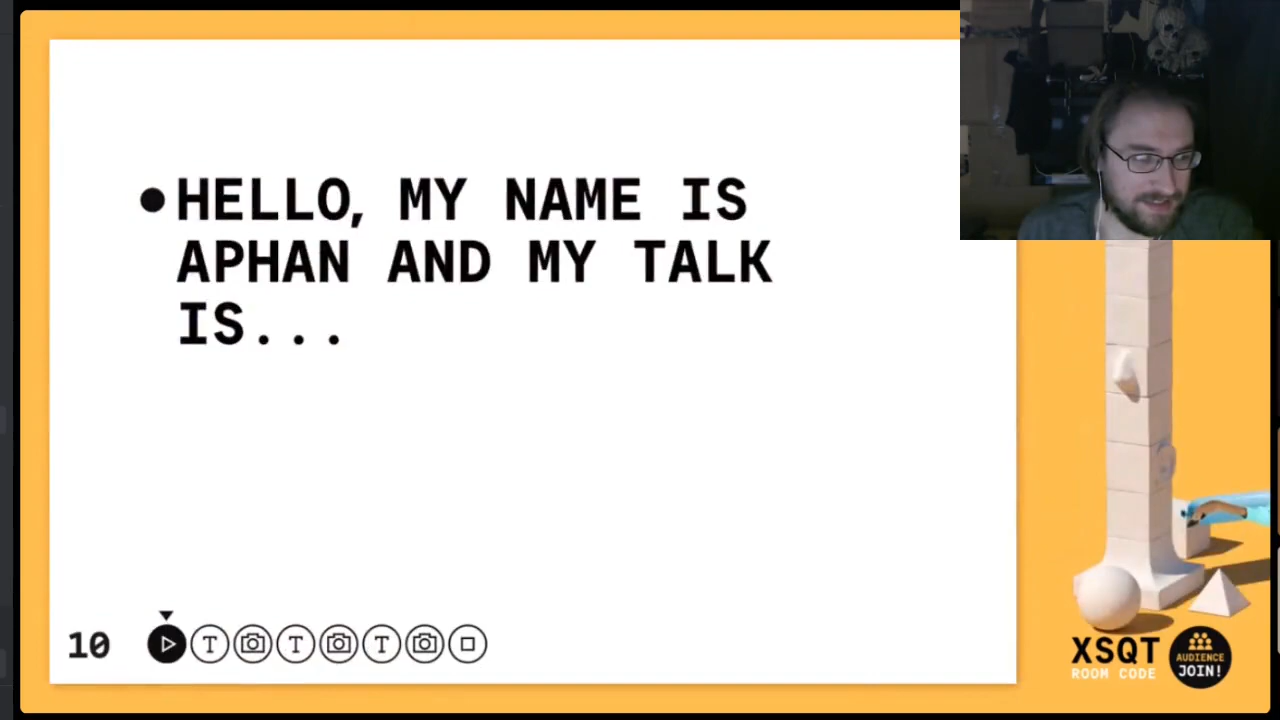 HELLO, MY NAME IS
APHAN AND MY TALK
IS...
10
T
T
T
XSQT
ROOM CODE
AUDIENCE
JOIN!